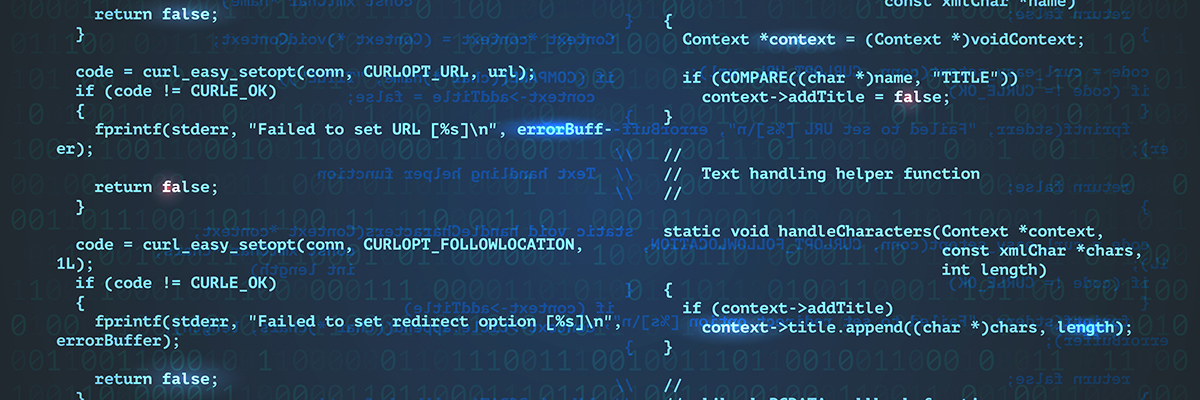 return false;
}
code = curl_easy_setopt(conn, CURLOPT_URL, url);
if (code != CURLE_OK)
{
fprintf(stderr, "Failed to set URL [%s]\n", errorBuff-
er);
return false;
}
code = curl_easy_setopt(conn, CURLOPT_FOLLOWLOCATION,
1L);
if (code != CURLE_OK)
{
fprintf(stderr, "Failed to set redirect option [%s]\n",
errorBuffer);
return false;
}
const xmlChar *name)
{
Context *context = (Context *)voidContext;
if (COMPARE((char *)name, "TITLE"))
context->addTitle = false;
}
//
// Text handling helper function
//
static void handleCharacters(Context *context,
const xmlChar *chars,
int length)
{
if (context->addTitle)
context->title.append((char *)chars, length);
}
//